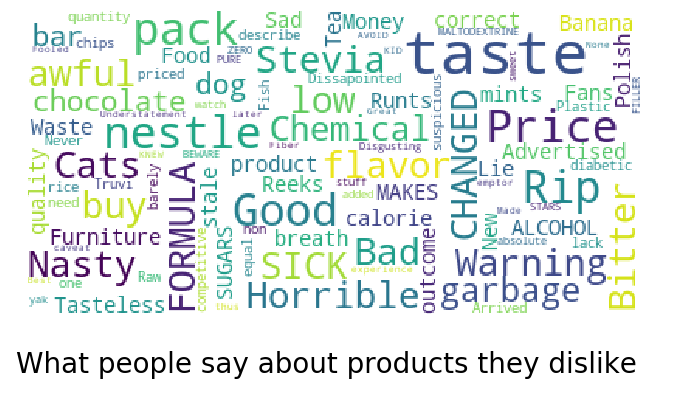 quantity
bar
pack
Sad
Tea
Money
correct
Banana
Fooled
chips
describe
AVOID
MALTODEXTRINE
taste
Food
ZERO
PURE
Stevia
KID
None
Polish
awful
priced
dog
Dissapointed
sweet
chocolate
match
Fish
low
Runts
suspicious
mints
Fans
Plastic
FILLER
Understatement
later
Great
Waste
Never
nestle
Chemical
CHANGED
Price
quality
Cats
KNEW
BEWARE
Fiber
Disgusting
Advertised
product
flavor
Lie
diabetic
rice
Truvi
barely
FORMULA
stale
Reeks
stuff
added
MAKES
emptor
Rip
need
buy
Good
calorie
Made
STARS
Bitter
Furniture
caveat
SUGARS
non
breath
outcome
New
ALCOHOL
absolute
lack
equal
Bad
Nasty
competitive
SICK
experience
Warning
best
one
Raw
yak
Tasteless
thus
Horrible
garbage
Arrived
What people say about products they dislike